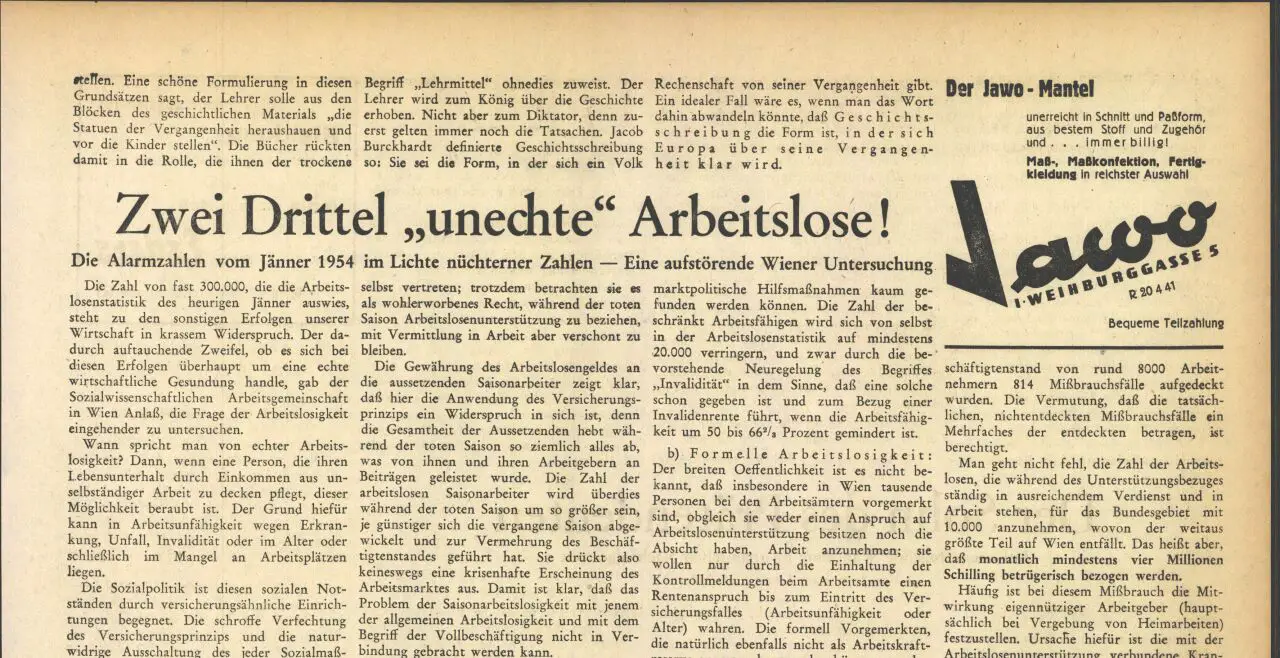 stellen. Eine schöne Formulierung in diesen
Grundsätzen sagt, der Lehrer solle aus den
Blöcken des geschichtlichen Materials „die
Statuen der Vergangenheit heraushauen und
vor die Kinder stellen“. Die Bücher rückten
damit in die Rolle, die ihnen der trockene
Begriff „Lehrmittel“ ohnedies zuweist. Der
Lehrer wird zum König über die Geschichte
erhoben. Nicht aber zum Diktator, denn zu-
erst gelten immer noch die Tatsachen. Jacob
Burckhardt definierte Geschichtsschreibung
so: Sie sei die Form, in der sich ein Volk
Rechenschaft von seiner Vergangenheit gibt.
Ein idealer Fall wäre es, wenn man das Wort
dahin abwandeln könnte, daß Geschichts-
schreibung die Form ist, in der sich
Europa über seine Vergangen-
heit klar wird.
Zwei Drittel „unechte“ Arbeitslose!
Die Alarmzahlen vom Jänner 1954 im Lichte nüchterner Zahlen — Eine aufstörende Wiener Untersuchung
Die Zahl von fast 300.000, die die Arbeits-
losenstatistik des heurigen Jänner auswies,
steht zu den sonstigen Erfolgen unserer
Wirtschaft in krassem Widerspruch. Der da-
durch auftauchende Zweifel, ob es sich bei
diesen Erfolgen überhaupt um eine echte
wirtschaftliche Gesundung handle, gab der
Sozialwissenschaftlichen Arbeitsgemeinschaft
in Wien Anlaß, die Frage der Arbeitslosigkeit
eingehender zu untersuchen.
Wann spricht man von echter Arbeits-
losigkeit? Dann, wenn eine Person, die ihren
Lebensunterhalt durch Einkommen aus un-
selbständiger Arbeit zu decken pflegt, dieser
Möglichkeit beraubt ist. Der Grund hiefür
kann in Arbeitsunfähigkeit wegen Erkran-
kung, Unfall, Invalidität oder im Alter oder
schließlich im Mangel an Arbeitsplätzen
liegen.
Die Sozialpolitik ist diesen sozialen Not-
ständen durch versicherungsähnliche Einrich-
tungen begegnet. Die schroffe Verfechtung
des Versicherungsprinzips und die natur-
widrige Ausschaltung des jeder Sozialmaß-
selbst vertreten; trotzdem betrachten sie es
als wohlerworbenes Recht, während der toten
Saison Arbeitslosenunterstützung zu beziehen,
mit Vermittlung in Arbeit aber verschont zu
bleiben.
Die Gewährung des Arbeitslosengeldes an
die aussetzenden Saisonarbeiter zeigt klar,
daß hier die Anwendung des Versicherungs-
prinzips ein Widerspruch in sich ist, denn
die Gesamtheit der Aussetzenden hebt wäh-
rend der toten Saison so ziemlich alles ab,
was von ihnen und ihren Arbeitgebern an
Beiträgen geleistet wurde. Die Zahl der
arbeitslosen Saisonarbeiter wird überdies
während der toten Saison um so größer sein,
je günstiger sich die vergangene Saison abge-
wickelt und zur Vermehrung des Beschäf-
tigtenstandes geführt hat. Sie drückt also
keineswegs eine krisenhafte Erscheinung des
Arbeitsmarktes aus. Damit ist klar, daß das
Problem der Saisonarbeitslosigkeit mit jenem
der allgemeinen Arbeitslosigkeit und mit dem
Begriff der Vollbeschäftigung nicht in Ver-
bindung gebracht werden kann.
marktpolitische Hilfsmaßnahmen kaum ge-
funden werden können. Die Zahl der be-
schränkt Arbeitsfähigen wird sich von selbst
in der Arbeitslosenstatistik auf mindestens
20.000 verringern, und zwar durch die be-
vorstehende Neuregelung des Begriffes
„Invalidität“ in dem Sinne, daß eine solche
schon gegeben ist und zum Bezug einer
Invalidenrente führt, wenn die Arbeitsfähig-
keit um 50 bis 66²/₃ Prozent gemindert ist.
b) Formelle Arbeitslosigkeit:
Der breiten Oeffentlichkeit ist es nicht be-
kannt, daß insbesondere in Wien tausende
Personen bei den Arbeitsämtern vorgemerkt
sind, obgleich sie weder einen Anspruch auf
Arbeitslosenunterstützung besitzen noch die
Absicht haben, Arbeit anzunehmen; sie
wollen nur durch die Einhaltung der
Kontrollmeldungen beim Arbeitsamte einen
Rentenanspruch bis zum Eintritt des Ver-
sicherungsfalles (Arbeitsunfähigkeit oder
Alter) wahren. Die formell Vorgemerkten,
die natürlich ebenfalls nicht als Arbeitskraft-
Der Jawo - Mantel
unerreicht in Schnitt und Paßform,
aus bestem Stoff und Zugehör
und . . . immer billig!
Maß-, Maßkonfektion, Fertig-
kleidung in reichster Auswahl
Jawo
I. WEIHBURGGASSE 5
R 20 4 41
Bequeme Teilzahlung
schäftigtenstand von rund 8000 Arbeit-
nehmern 814 Mißbrauchsfälle aufgedeckt
wurden. Die Vermutung, daß die tatsäch-
lichen, nichtentdeckten Mißbrauchsfälle ein
Mehrfaches der entdeckten betragen, ist
berechtigt.
Man geht nicht fehl, die Zahl der Arbeits-
losen, die während des Unterstützungsbezuges
ständig in ausreichendem Verdienst und in
Arbeit stehen, für das Bundesgebiet mit
10.000 anzunehmen, wovon der weitaus
größte Teil auf Wien entfällt. Das heißt aber,
daß monatlich mindestens vier Millionen
Schilling betrügerisch bezogen werden.
Häufig ist bei diesem Mißbrauch die Mit-
wirkung eigennütziger Arbeitgeber (haupt-
sächlich bei Vergebung von Heimarbeiten)
festzustellen. Ursache hiefür ist die mit der
Arbeitslosenunterstützung verbundene Kran-